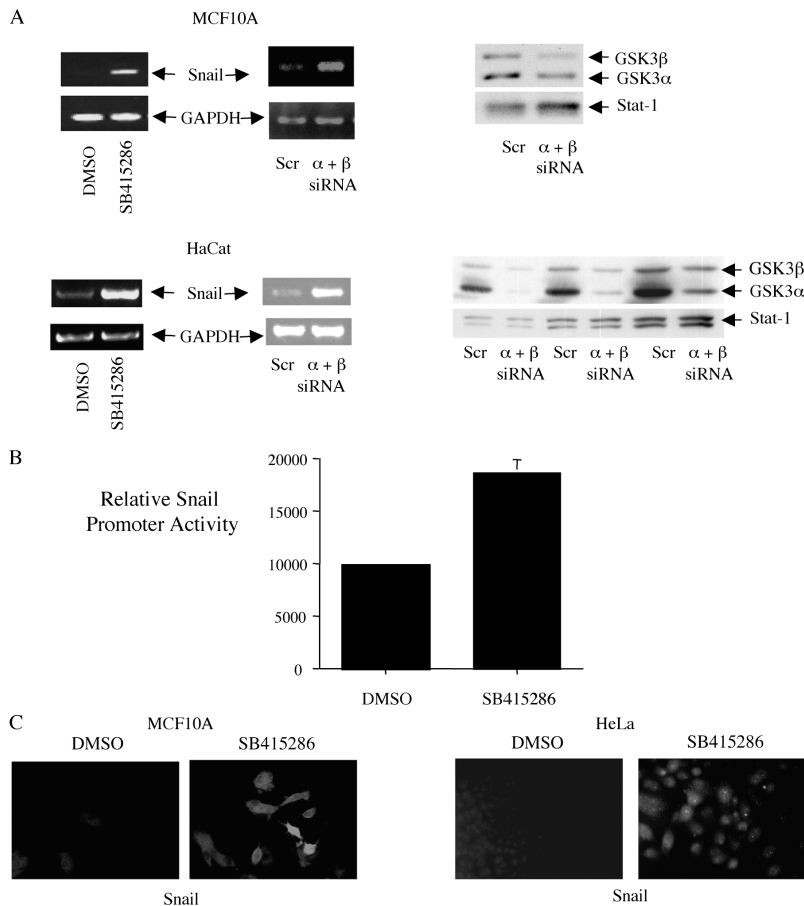 A
MCF10A
Snail
GAPDH
DMSO
SB415286
Scr α + β
siRNA
GSK3β
GSK3α
Stat-1
Scr α + β
siRNA
HaCat
Snail
GAPDH
DMSO
SB415286
Scr α + β
siRNA
GSK3β
GSK3α
Stat-1
Scr α + β Scr α + β Scr α + β
siRNA siRNA siRNA
B
Relative Snail
Promoter Activity
20000
15000
10000
5000
0
DMSO SB415286
C
MCF10A
DMSO SB415286
Snail
HeLa
DMSO SB415286
Snail